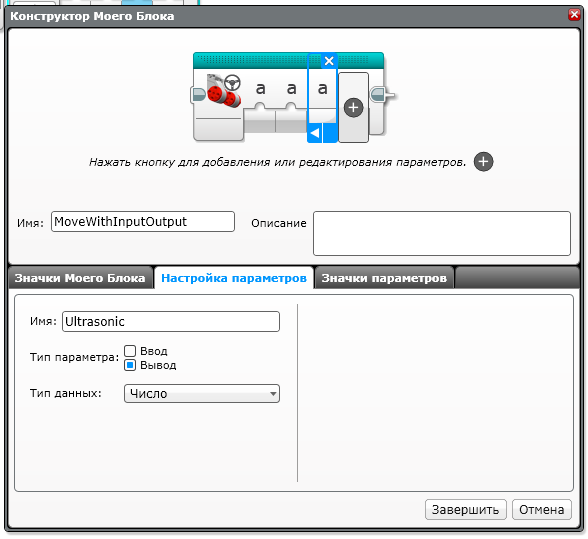 Конструктор Моего Блока
a a a
Нажать кнопку для добавления или редактирования параметров.
Имя: MoveWithInputOutput Описание
Значки Моего Блока Настройка параметров Значки параметров
Имя: Ultrasonic
Тип параметра: Ввод
Вывод
Тип данных: Число
Завершить Отмена